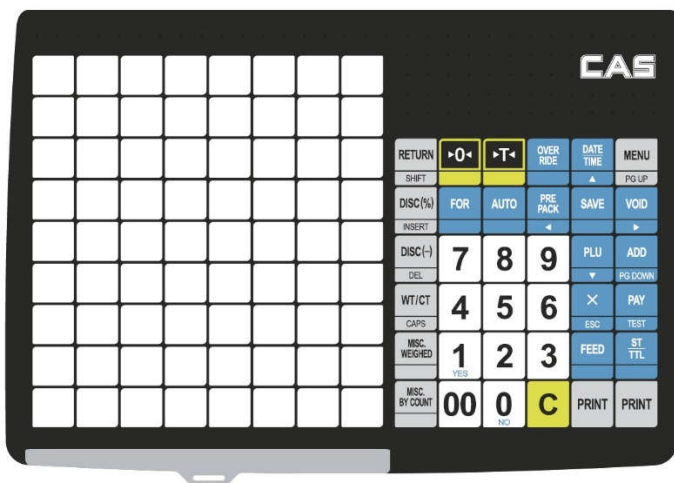 CAS
RETURN ▸0◂ ▸T◂ OVER RIDE DATE TIME MENU
SHIFT ▲ PG UP
DISC(%) FOR AUTO PRE PACK SAVE VOID
INSERT ◀ ▶
DISC(–) 7 8 9 PLU ADD
DEL ▼ PG DOWN
WT/CT 4 5 6 × PAY
CAPS ESC TEST
MISC. WEIGHED 1 2 3 FEED ST TTL
YES
MISC. BY COUNT 00 0 C PRINT PRINT
NO